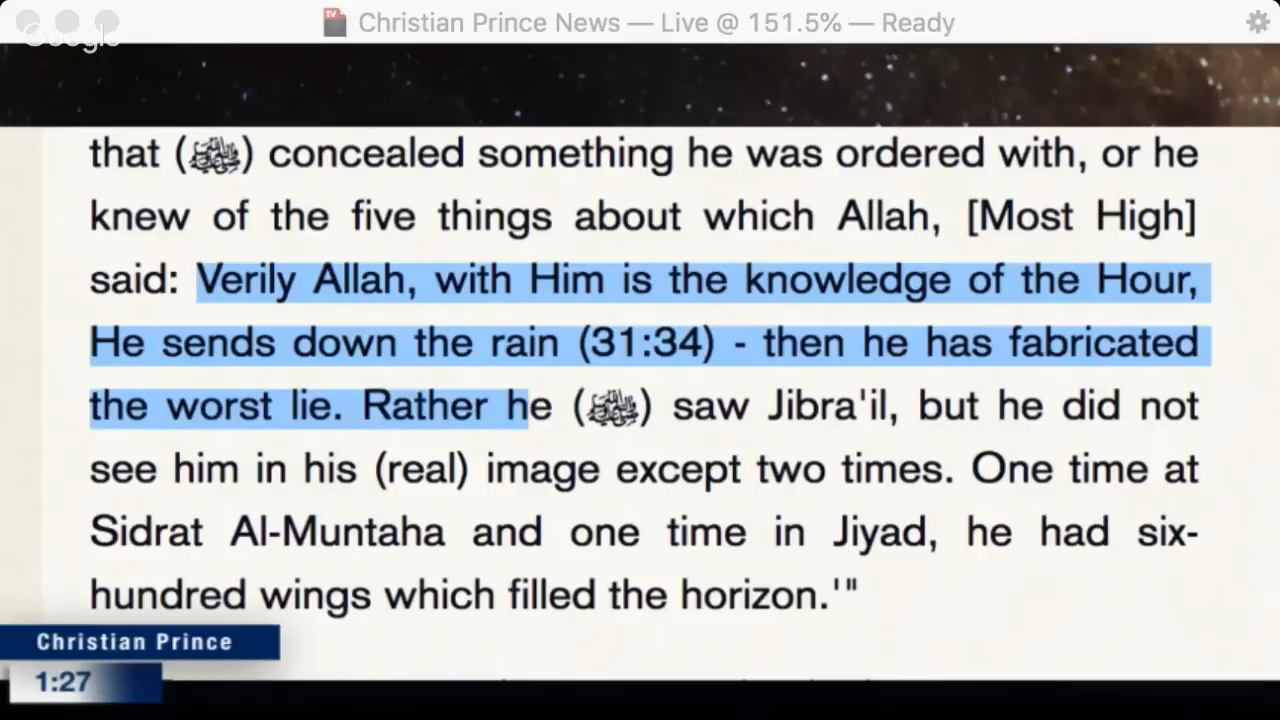 Christian Prince News — Live @ 151.5% — Ready
Google
that (ﷺ) concealed something he was ordered with, or he
knew of the five things about which Allah, [Most High]
said: Verily Allah, with Him is the knowledge of the Hour,
He sends down the rain (31:34) - then he has fabricated
the worst lie. Rather he (ﷺ) saw Jibra'il, but he did not
see him in his (real) image except two times. One time at
Sidrat Al-Muntaha and one time in Jiyad, he had six-
hundred wings which filled the horizon.'"
Christian Prince
1:27